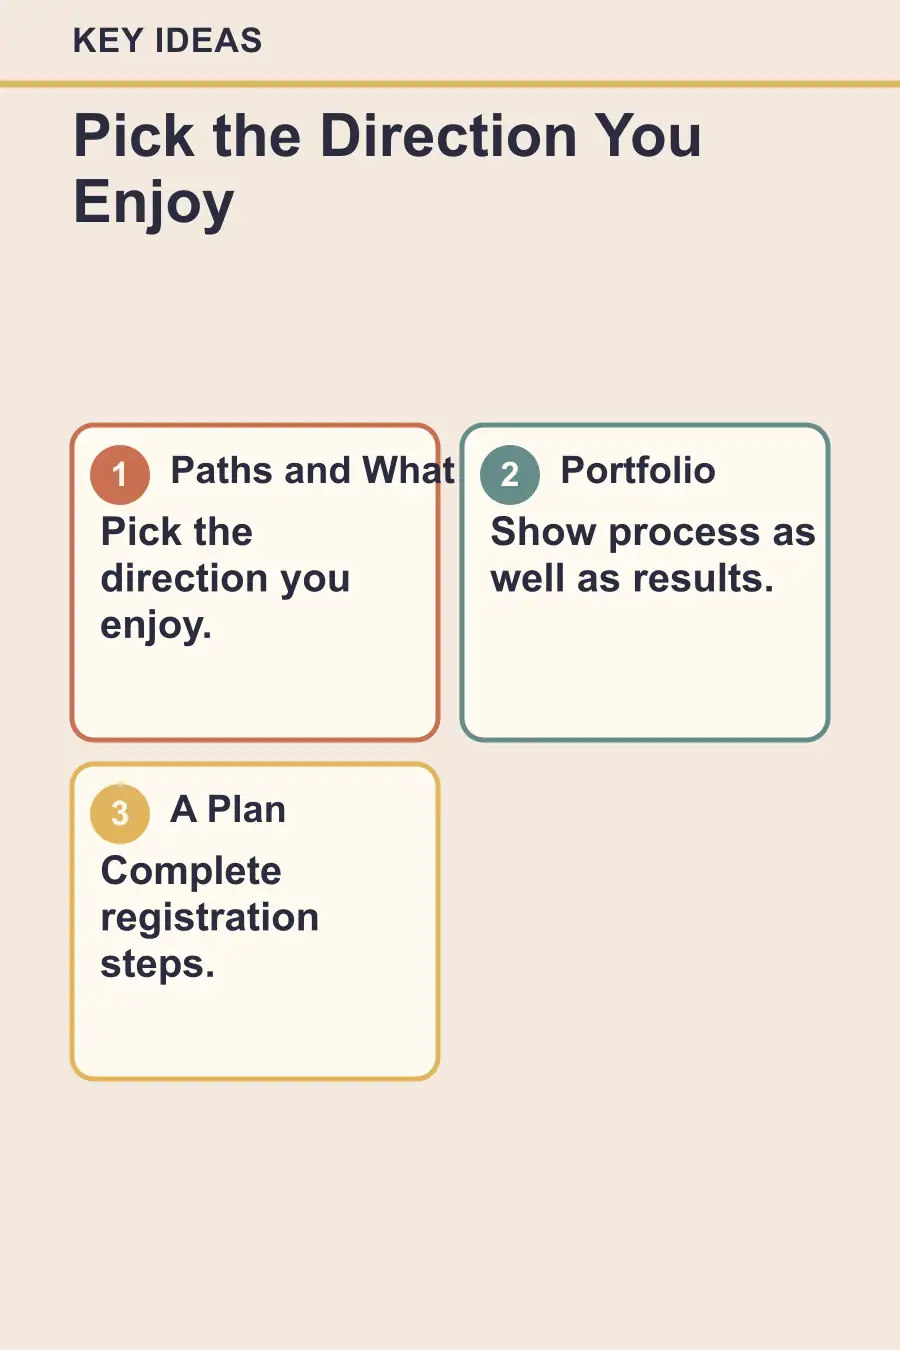 KEY IDEAS
Pick the Direction You
Enjoy
1 Paths and What
Pick the
direction you
enjoy.
2 Portfolio
Show process as
well as results.
3 A Plan
Complete
registration
steps.